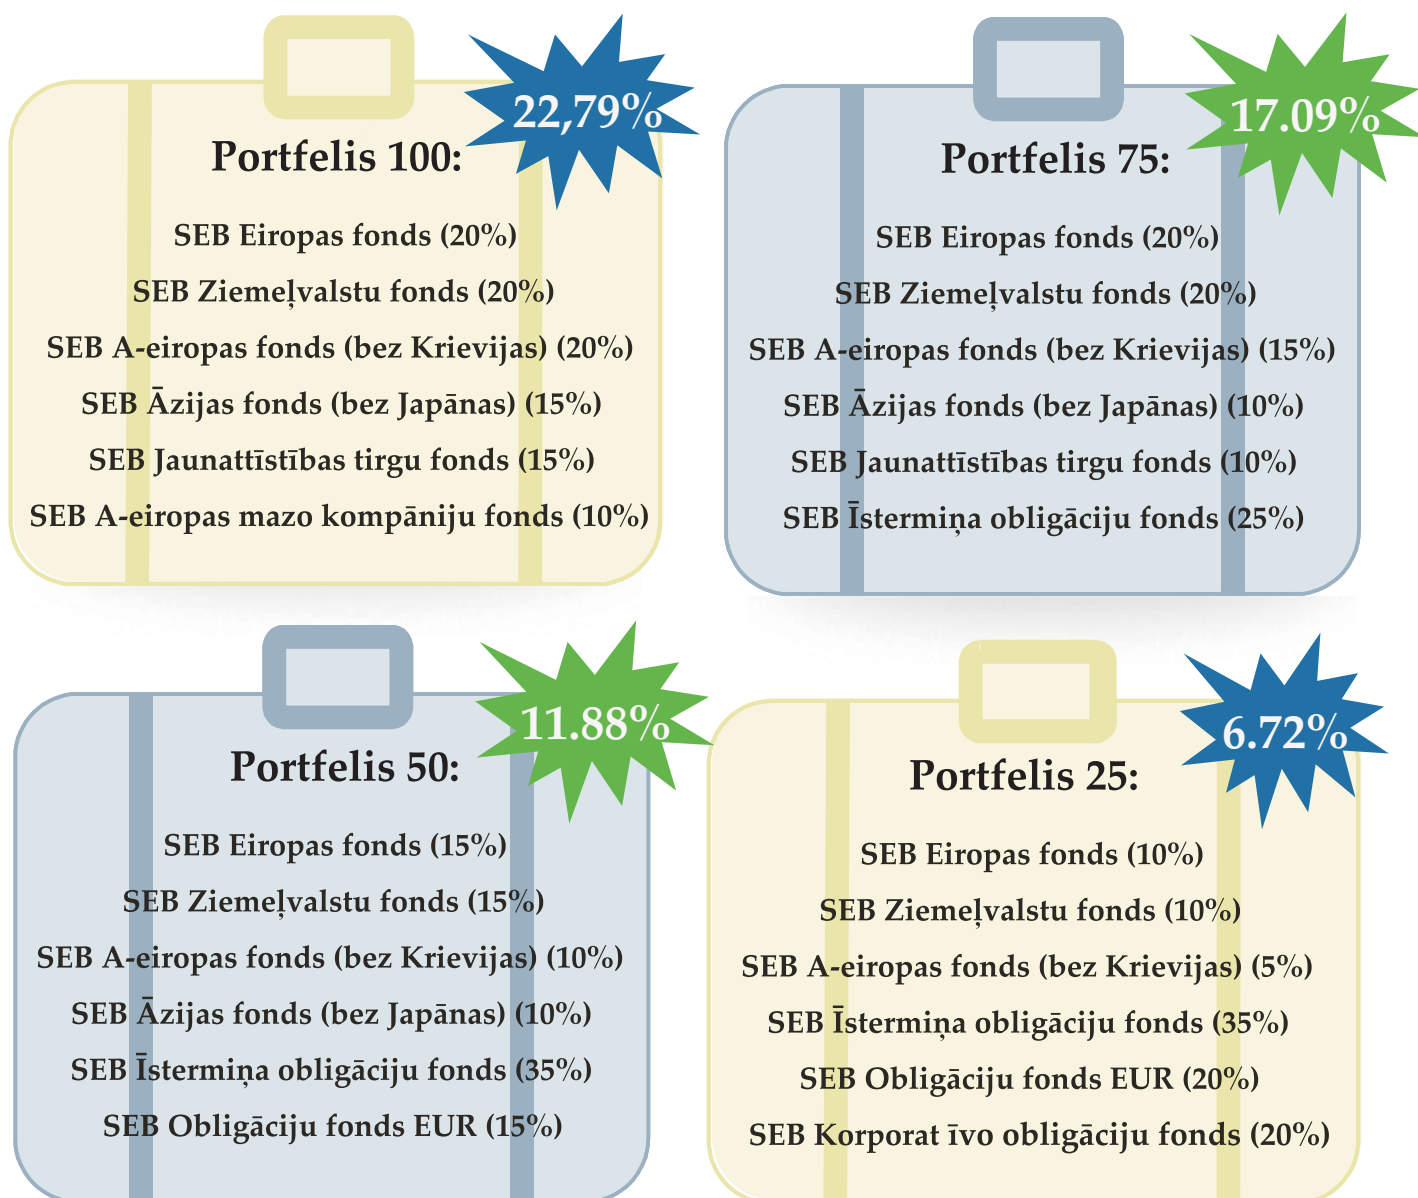 22,79%
Portfelis 100:
SEB Eiropas fonds (20%)
SEB Ziemeļvalstu fonds (20%)
SEB A-eiropas fonds (bez Krievijas) (20%)
SEB Āzijas fonds (bez Japānas) (15%)
SEB Jaunattīstības tirgu fonds (15%)
SEB A-eiropas mazo kompāniju fonds (10%)
17.09%
Portfelis 75:
SEB Eiropas fonds (20%)
SEB Ziemeļvalstu fonds (20%)
SEB A-eiropas fonds (bez Krievijas) (15%)
SEB Āzijas fonds (bez Japānas) (10%)
SEB Jaunattīstības tirgu fonds (10%)
SEB Īstermiņa obligāciju fonds (25%)
11.88%
Portfelis 50:
SEB Eiropas fonds (15%)
SEB Ziemeļvalstu fonds (15%)
SEB A-eiropas fonds (bez Krievijas) (10%)
SEB Āzijas fonds (bez Japānas) (10%)
SEB Īstermiņa obligāciju fonds (35%)
SEB Obligāciju fonds EUR (15%)
6.72%
Portfelis 25:
SEB Eiropas fonds (10%)
SEB Ziemeļvalstu fonds (10%)
SEB A-eiropas fonds (bez Krievijas) (5%)
SEB Īstermiņa obligāciju fonds (35%)
SEB Obligāciju fonds EUR (20%)
SEB Korporat īvo obligāciju fonds (20%)